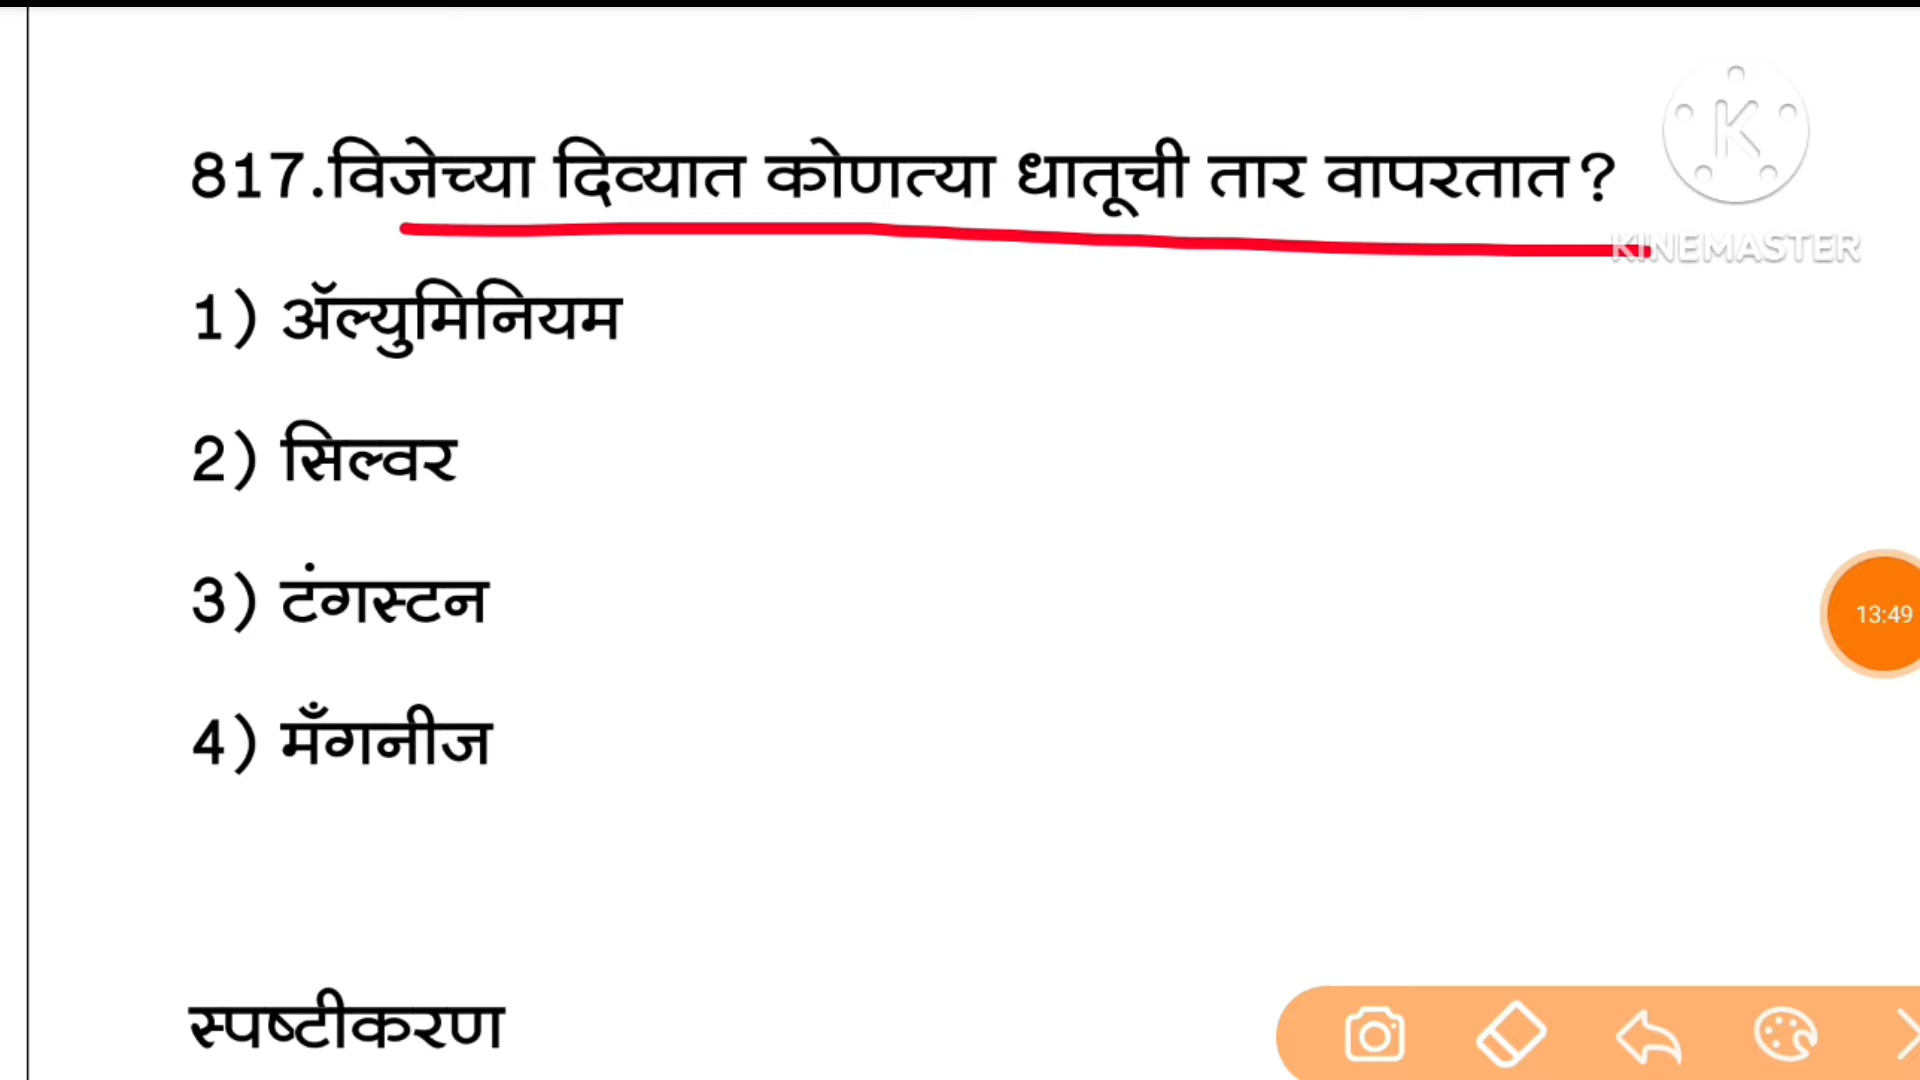 817.विजेच्या दिव्यात कोणत्या धातूची तार वापरतात?
KINEMASTER
1) ॲल्युमिनियम
2) सिल्वर
3) टंगस्टन
13:49
4) मँगनीज
स्पष्टीकरण